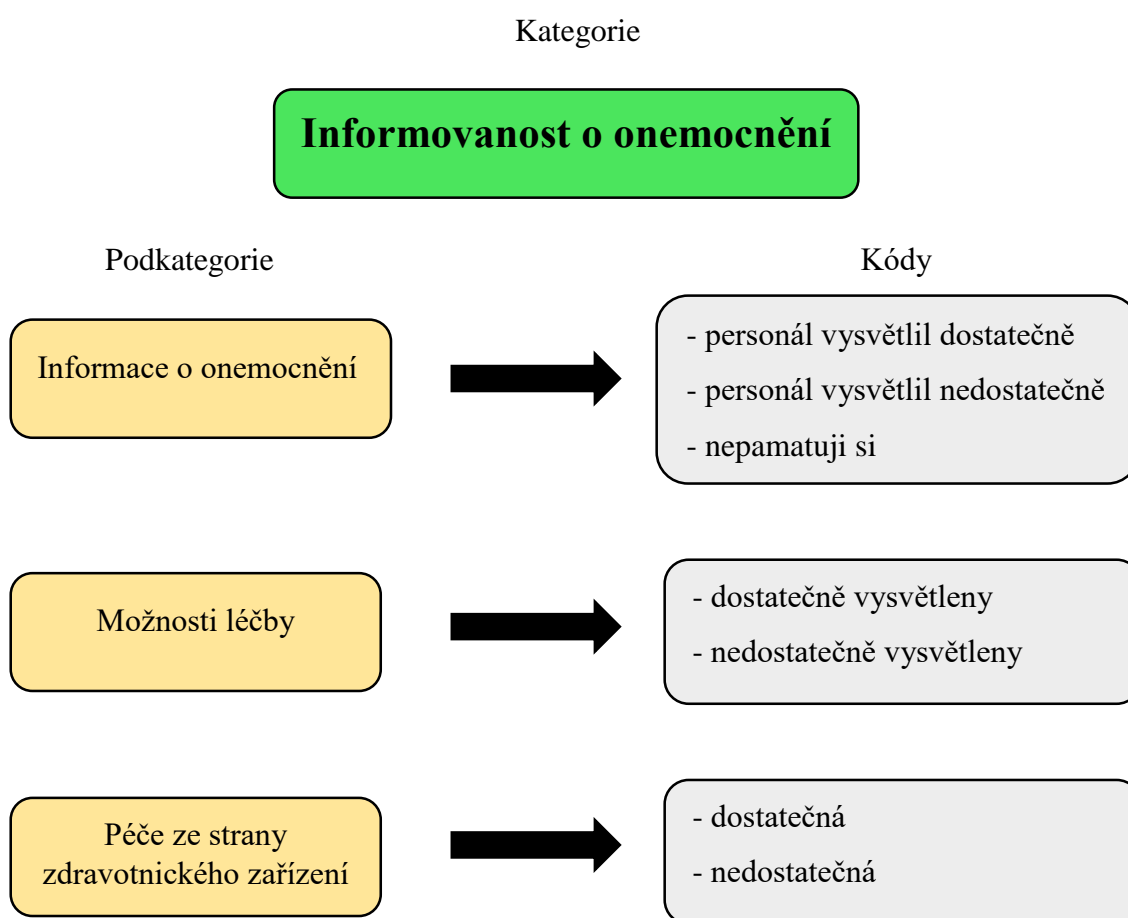 Kategorie
Informovanost o onemocnění
Podkategorie
Kódy
Informace o onemocnění
- personál vysvětlil dostatečně
- personál vysvětlil nedostatečně
- nepamatuji si
Možnosti léčby
- dostatečně vysvětleny
- nedostatečně vysvětleny
Péče ze strany
zdravotnického zařízení
- dostatečná
- nedostatečná